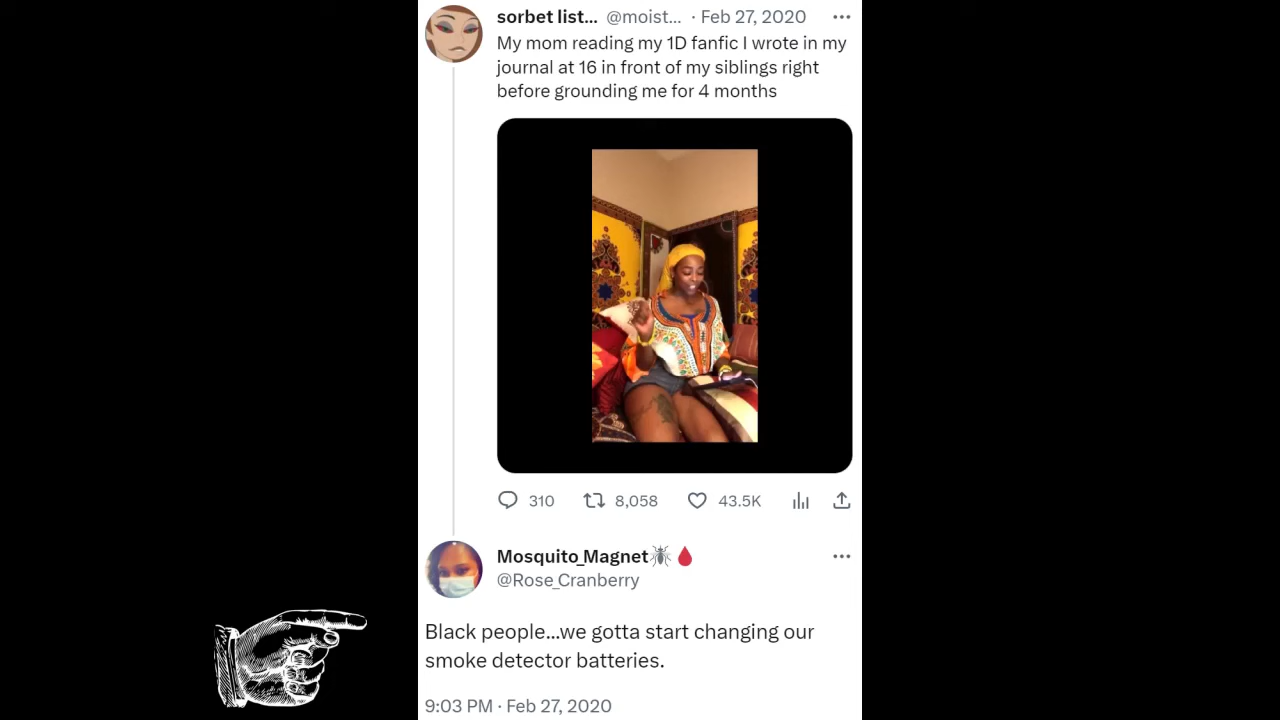 sorbet list... @moist... · Feb 27, 2020
My mom reading my 1D fanfic I wrote in my
journal at 16 in front of my siblings right
before grounding me for 4 months
310 8,058 43.5K
Mosquito_Magnet🦟🩸
@Rose_Cranberry
Black people...we gotta start changing our
smoke detector batteries.
9:03 PM · Feb 27, 2020